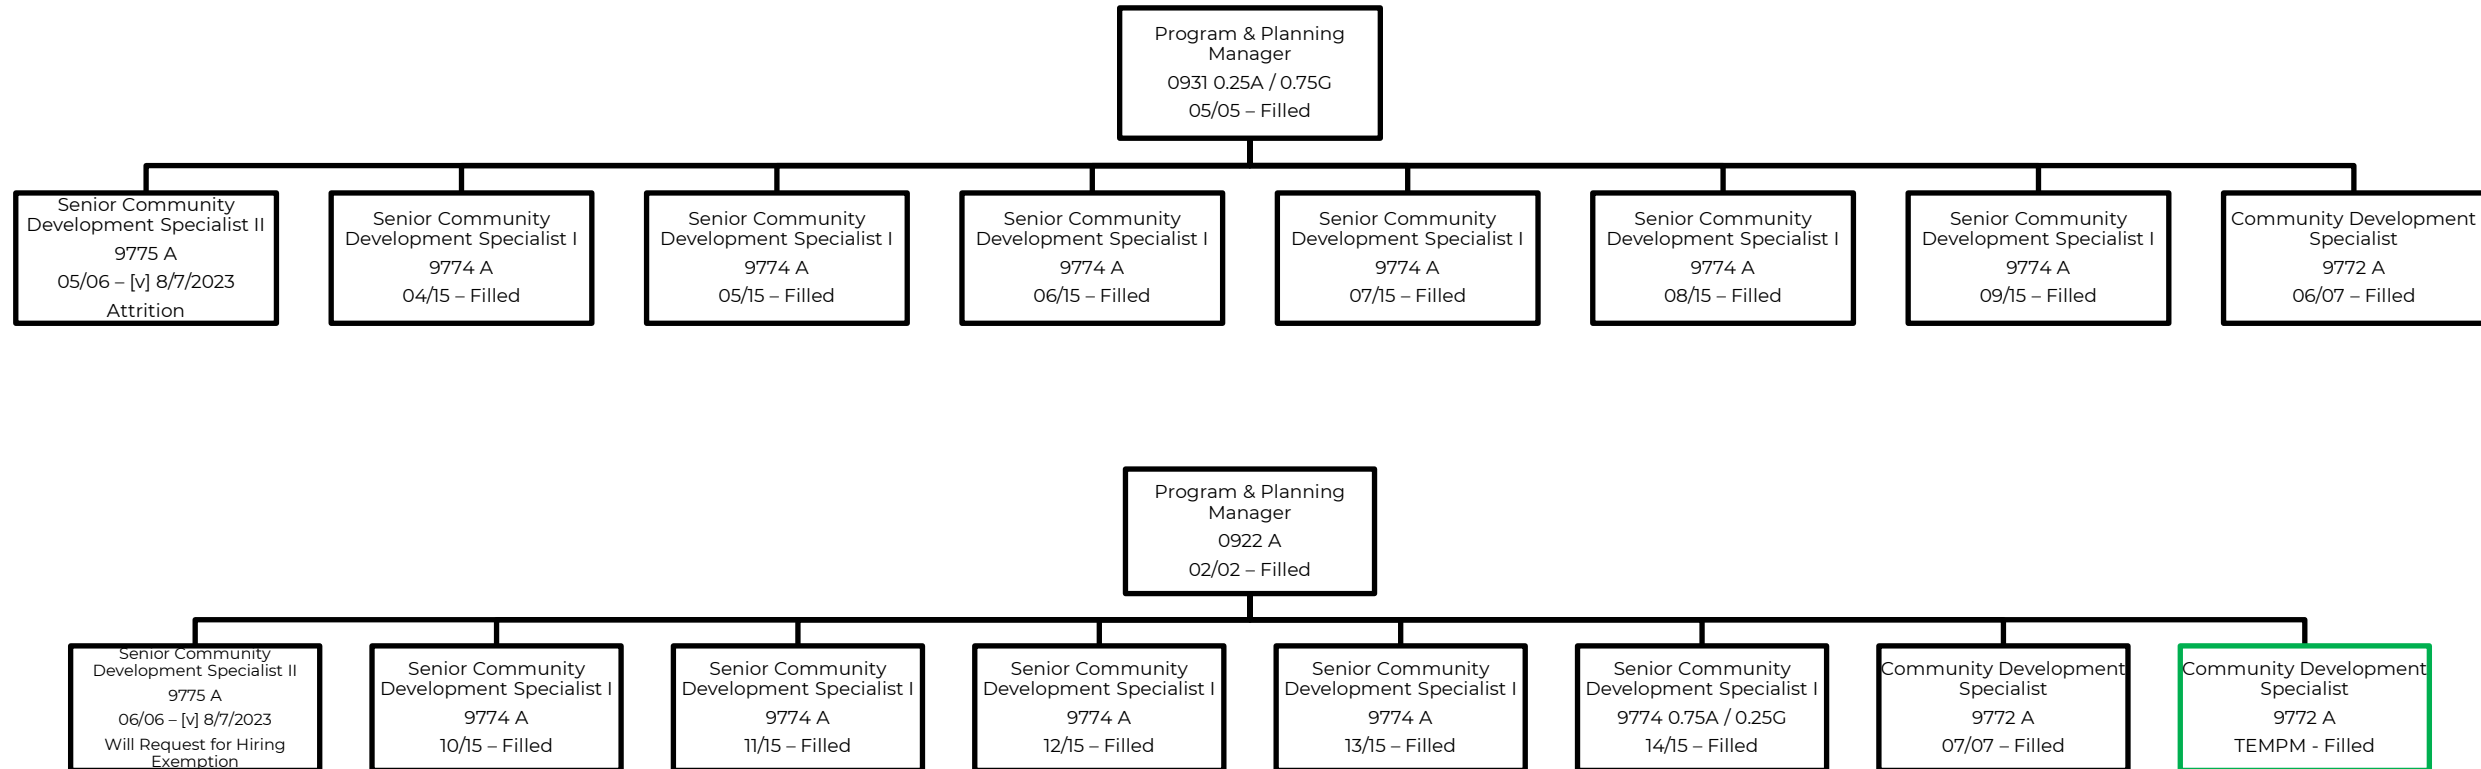 Program & Planning
Manager
0931 0.25A / 0.75G
05/05 – Filled
Senior Community
Development Specialist II
9775 A
05/06 – [v] 8/7/2023
Attrition
Senior Community
Development Specialist I
9774 A
04/15 – Filled
Senior Community
Development Specialist I
9774 A
05/15 – Filled
Senior Community
Development Specialist I
9774 A
06/15 – Filled
Senior Community
Development Specialist I
9774 A
07/15 – Filled
Senior Community
Development Specialist I
9774 A
08/15 – Filled
Senior Community
Development Specialist I
9774 A
09/15 – Filled
Community Development
Specialist
9772 A
06/07 – Filled
Program & Planning
Manager
0922 A
02/02 – Filled
Senior Community
Development Specialist II
9775 A
06/06 – [v] 8/7/2023
Will Request for Hiring
Exemption
Senior Community
Development Specialist I
9774 A
10/15 – Filled
Senior Community
Development Specialist I
9774 A
11/15 – Filled
Senior Community
Development Specialist I
9774 A
12/15 – Filled
Senior Community
Development Specialist I
9774 A
13/15 – Filled
Senior Community
Development Specialist I
9774 0.75A / 0.25G
14/15 – Filled
Community Development
Specialist
9772 A
07/07 – Filled
Community Development
Specialist
9772 A
TEMPM - Filled